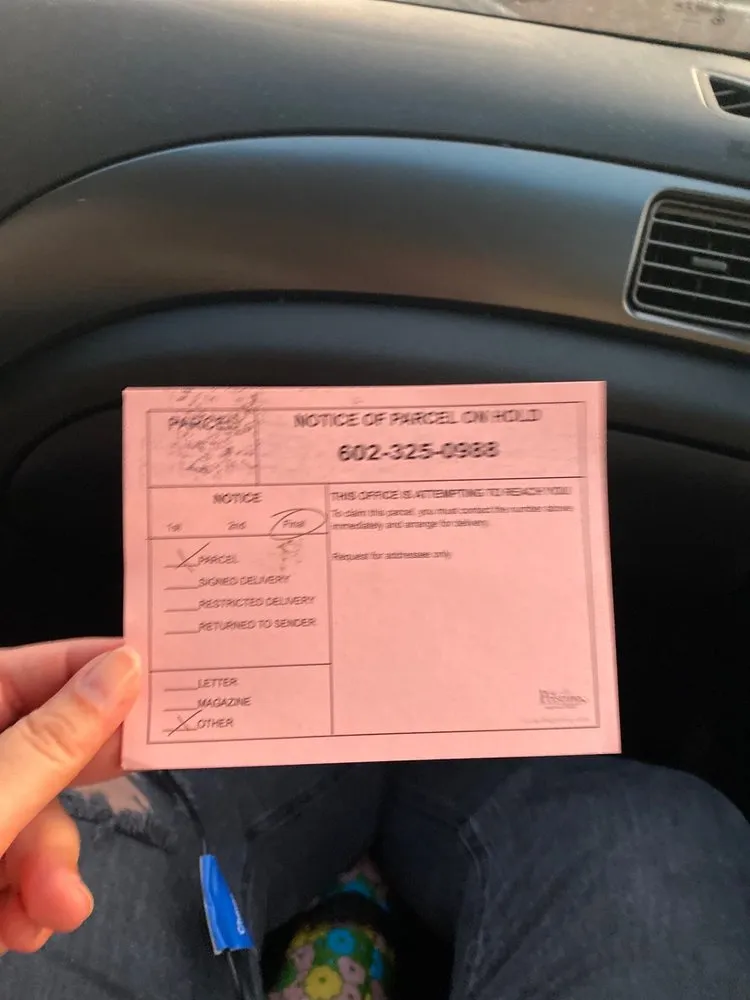 PARCEL
NOTICE OF PARCEL ON HOLD
602-325-0988
NOTICE
1st 2nd Final
PARCEL
SIGNED DELIVERY
RESTRICTED DELIVERY
RETURNED TO SENDER
LETTER
MAGAZINE
OTHER
THIS OFFICE IS ATTEMPTING TO REACH YOU
To claim this parcel, you must contact the number above
immediately and arrange for delivery.
Request for addressee only